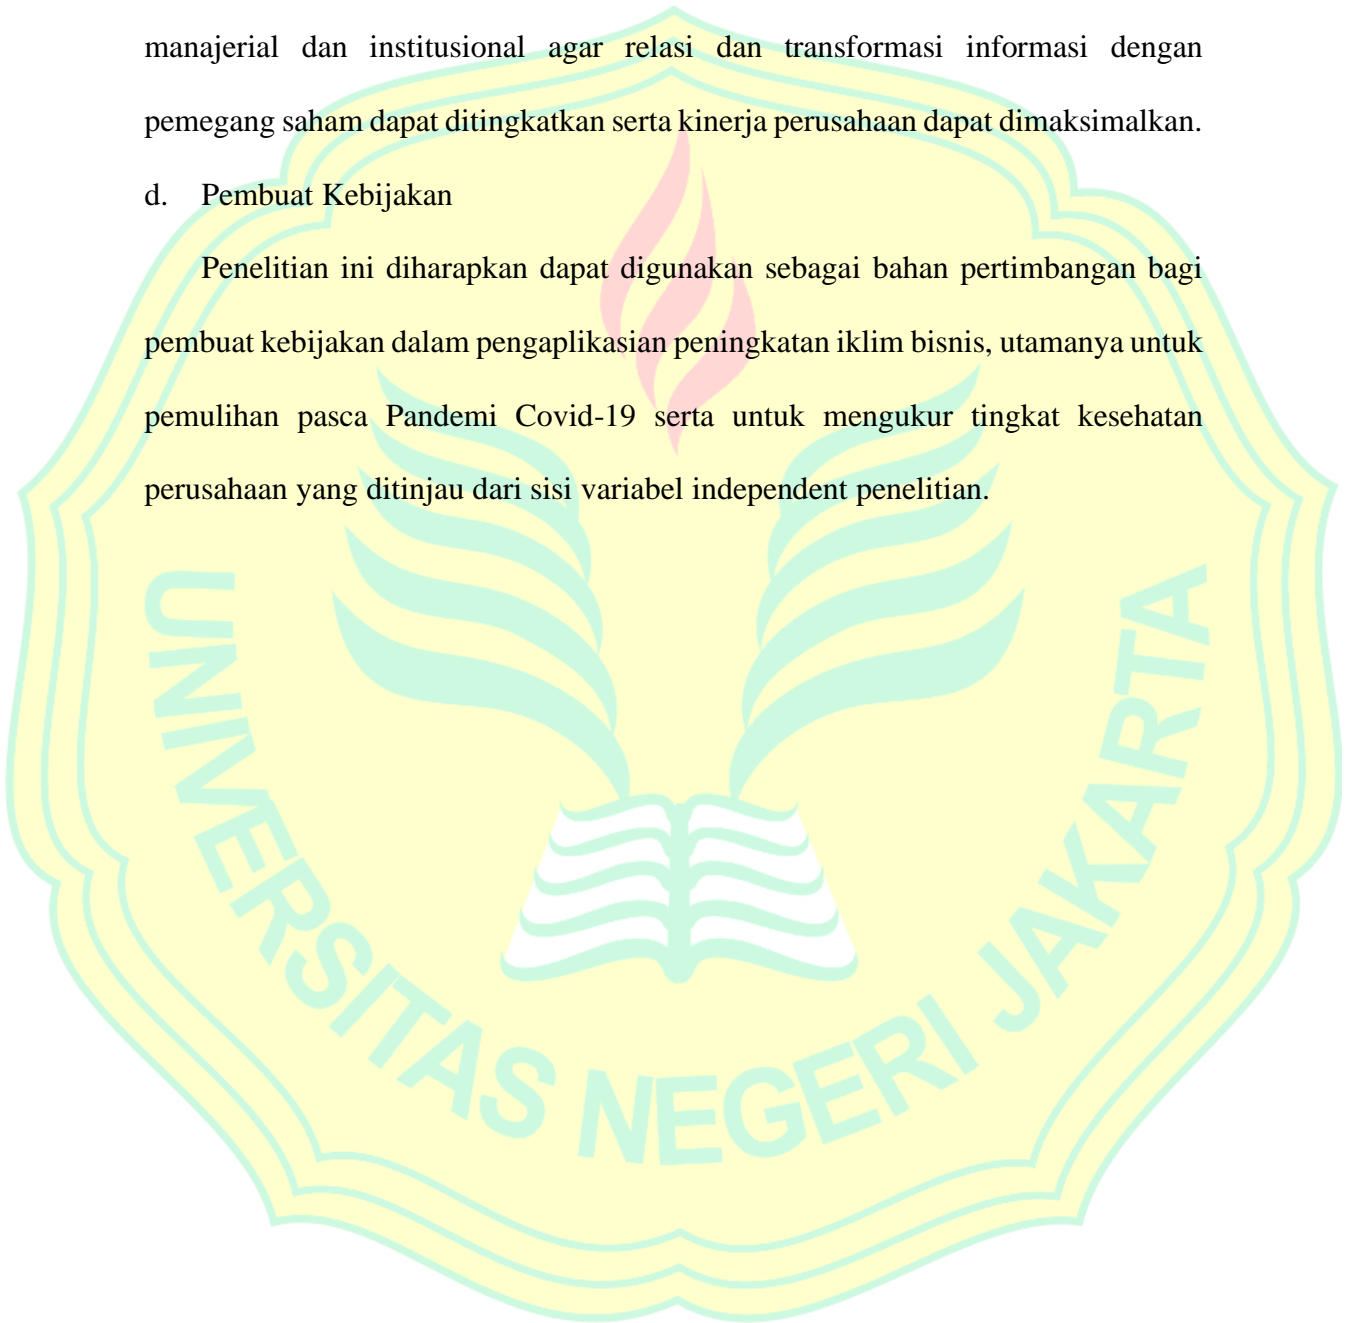 manajerial dan institusional agar relasi dan transformasi informasi dengan
pemegang saham dapat ditingkatkan serta kinerja perusahaan dapat dimaksimalkan.
d. Pembuat Kebijakan
Penelitian ini diharapkan dapat digunakan sebagai bahan pertimbangan bagi
pembuat kebijakan dalam pengaplikasian peningkatan iklim bisnis, utamanya untuk
pemulihan pasca Pandemi Covid-19 serta untuk mengukur tingkat kesehatan
perusahaan yang ditinjau dari sisi variabel independent penelitian.
UNIVERSITAS NEGERI JAKARTA